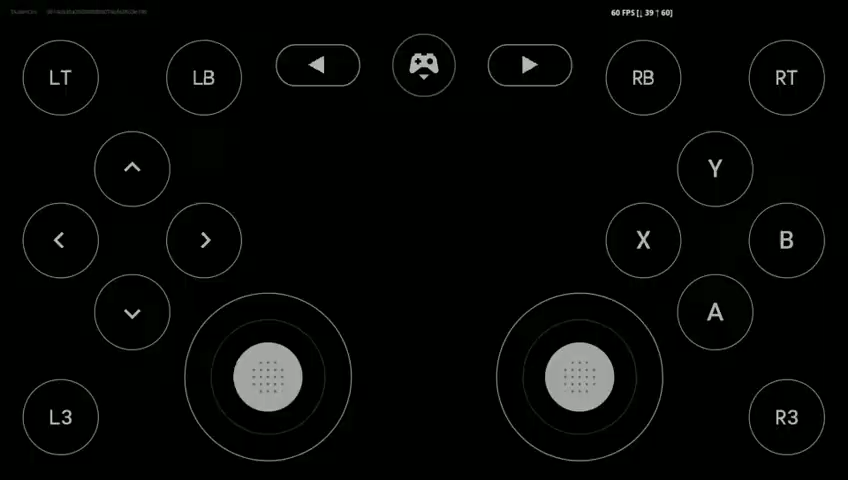 60 FPS [↓ 39 ↑ 60]
LT
LB
RB
RT
Y
X
B
A
L3
R3